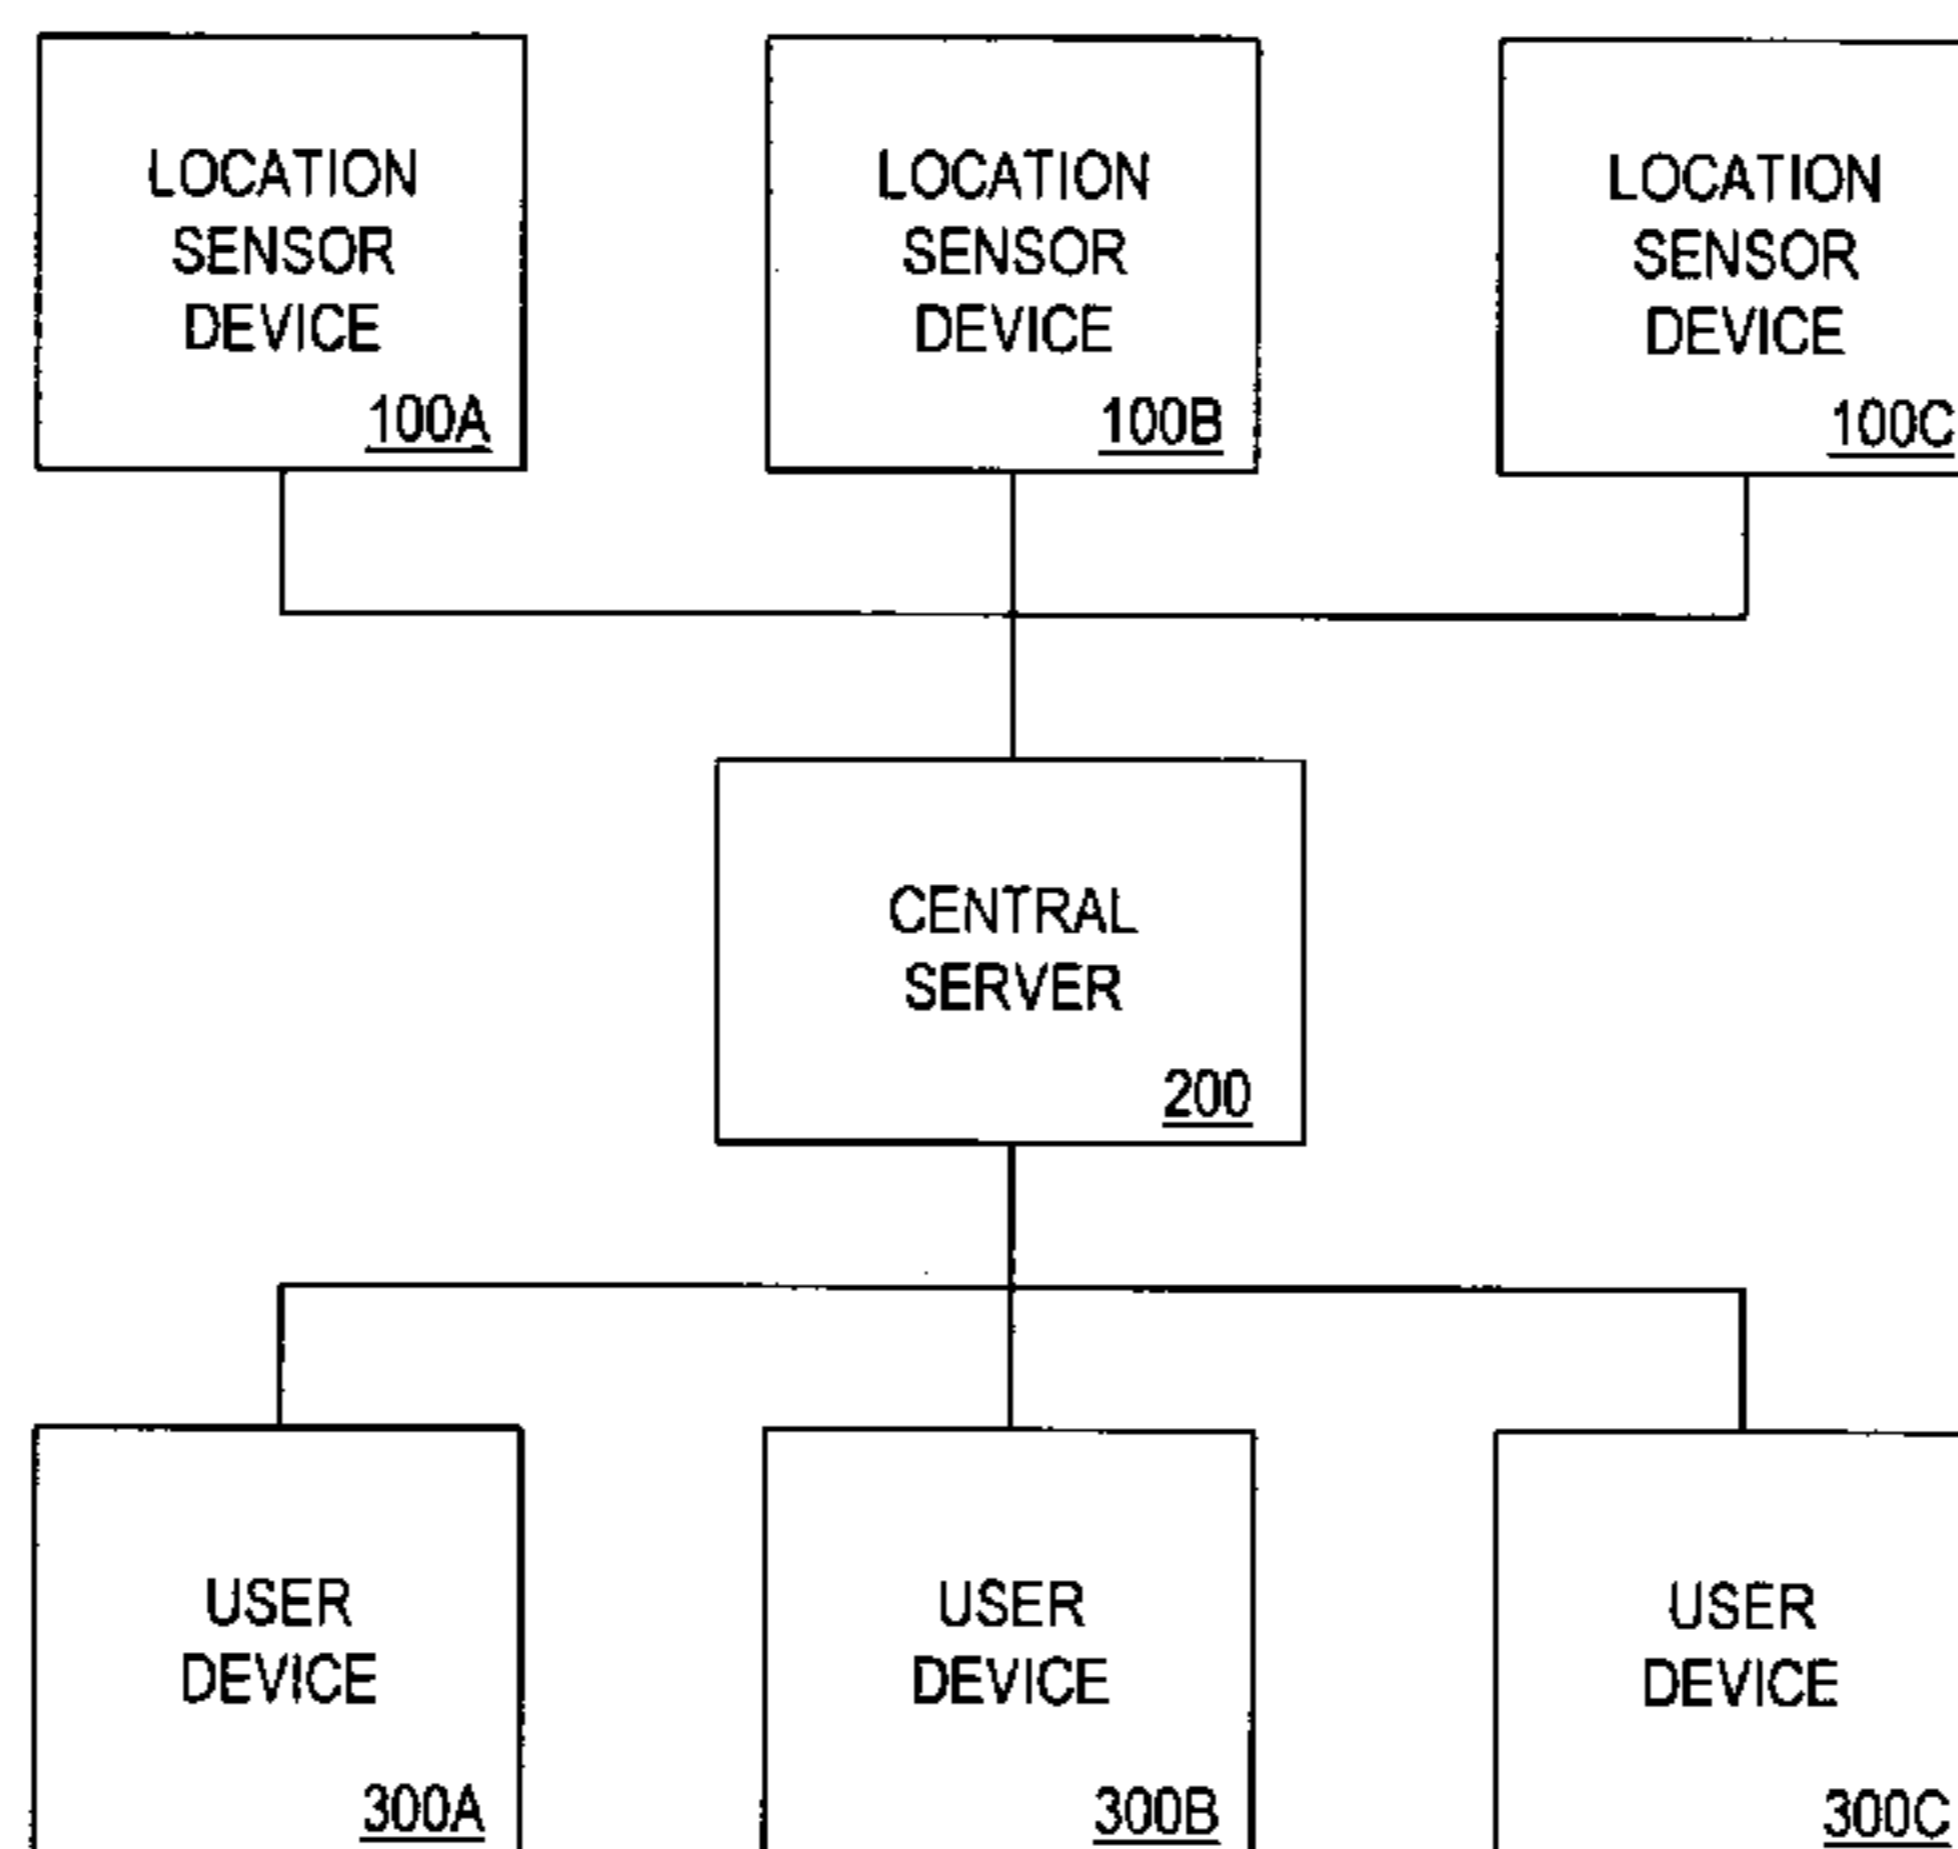 LOCATION
SENSOR
DEVICE
100A
LOCATION
SENSOR
DEVICE
100B
LOCATION
SENSOR
DEVICE
100C
CENTRAL
SERVER
200
USER
DEVICE
300A
USER
DEVICE
300B
USER
DEVICE
300C